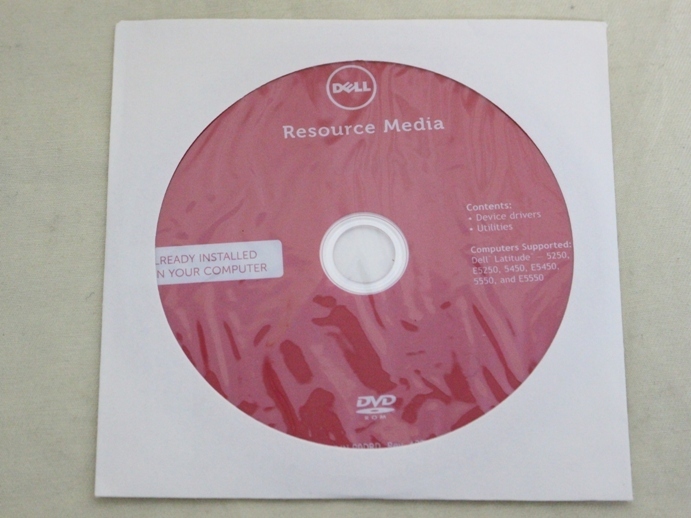 DELL
Resource Media
Contents:
• Device drivers
• Utilities
LREADY INSTALLED
N YOUR COMPUTER
Computers Supported:
Dell Latitude 5250,
E5250, 5450, E5450,
5550, and E5550
DVD
ROM